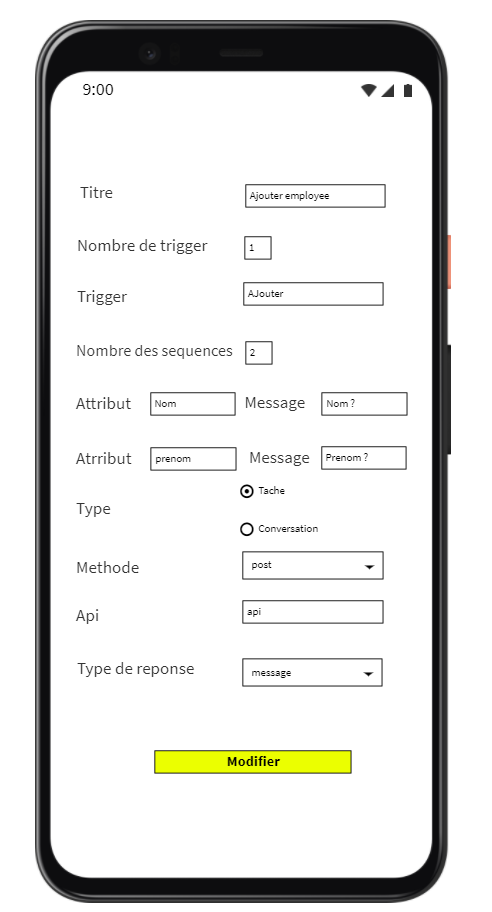 9:00
Titre Ajouter employee
Nombre de trigger 1
Trigger AJouter
Nombre des sequences 2
Attribut Nom Message Nom ?
Atrribut prenom Message Prenom ?
Tache
Type
Conversation
Methode post
Api api
Type de reponse message
Modifier